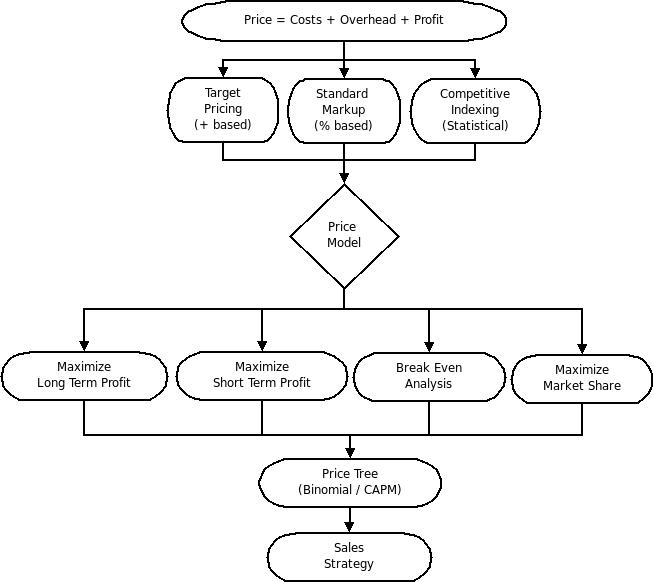 Price = Costs + Overhead + Profit
Target
Pricing
(+ based)
Standard
Markup
(% based)
Competitive
Indexing
(Statistical)
Price
Model
Maximize
Long Term Profit
Maximize
Short Term Profit
Break Even
Analysis
Maximize
Market Share
Price Tree
(Binomial / CAPM)
Sales
Strategy